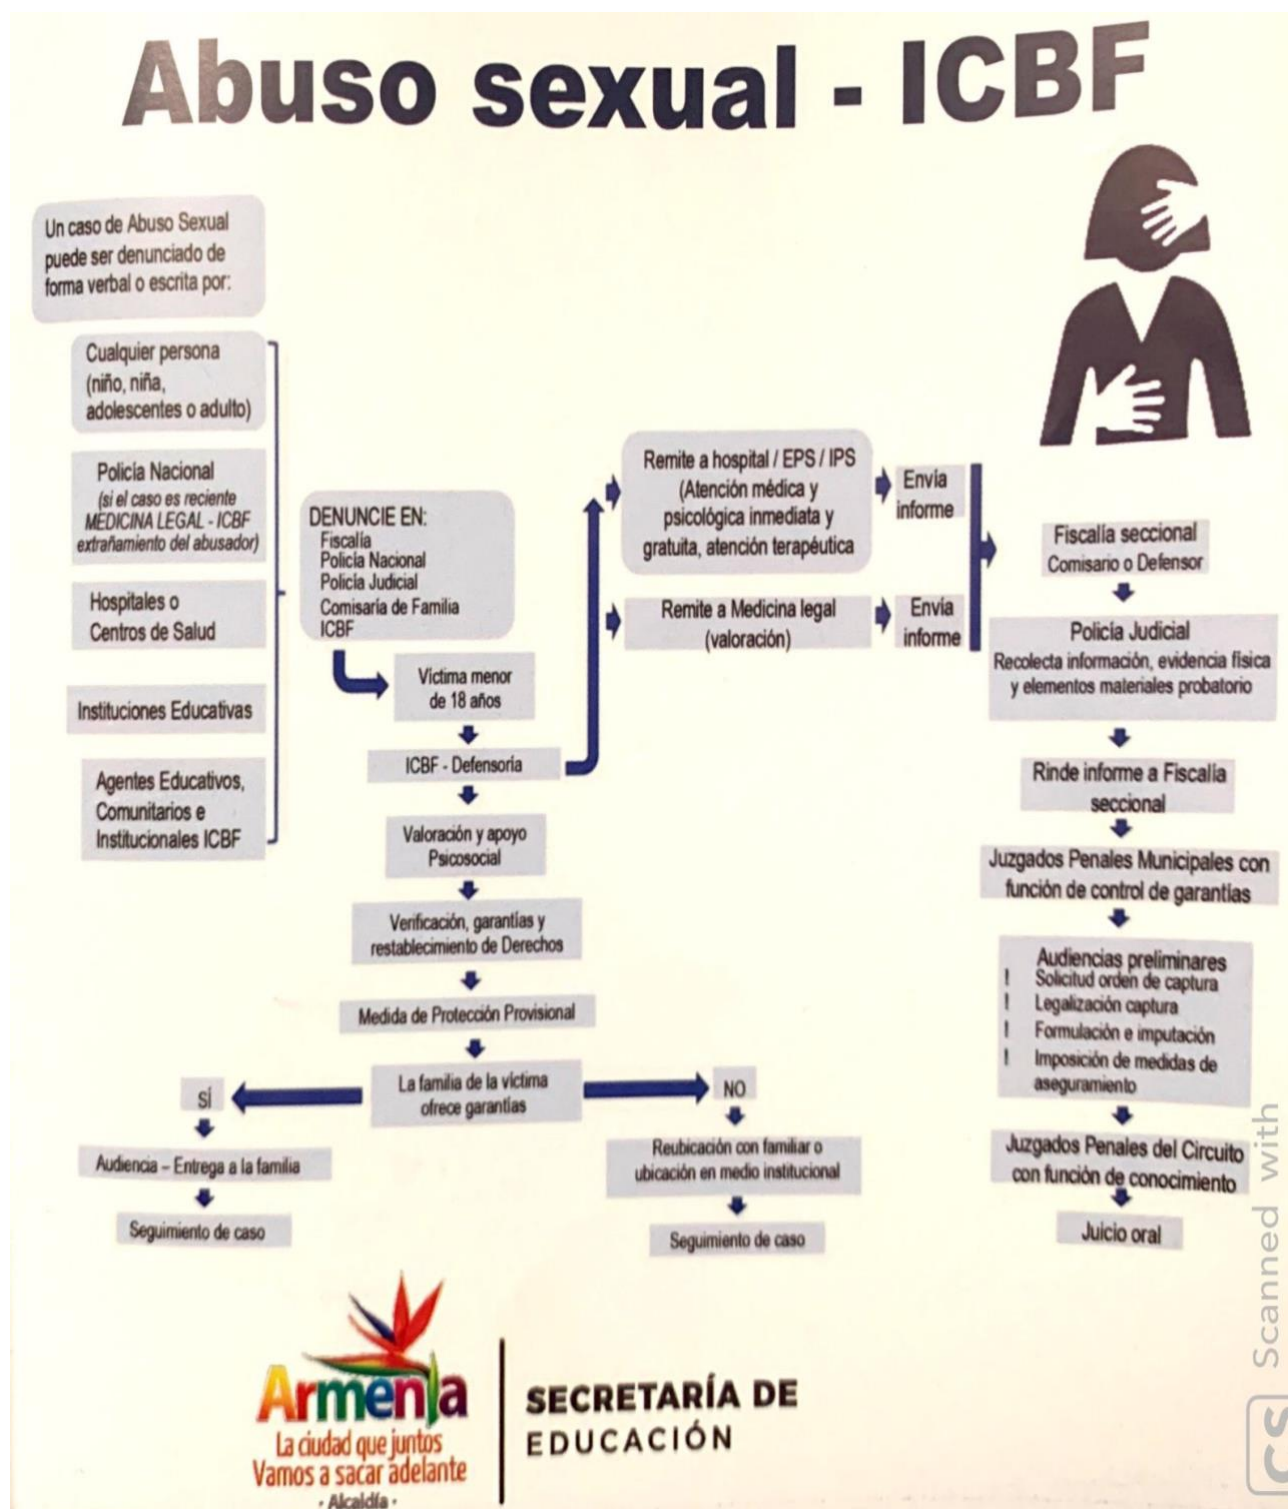 Abuso sexual - ICBF
Un caso de Abuso Sexual
puede ser denunciado de
forma verbal o escrita por:
Cualquier persona
(niño, niña,
adolescentes o adulto)
Policía Nacional
(si el caso es reciente
MEDICINA LEGAL - ICBF
extrañamiento del abusador)
Hospitales o
Centros de Salud
Instituciones Educativas
Agentes Educativos,
Comunitarios e
Institucionales ICBF
DENUNCIE EN:
Fiscalía
Policía Nacional
Policía Judicial
Comisaría de Familia
ICBF
Víctima menor
de 18 años
ICBF - Defensoría
Valoración y apoyo
Psicosocial
Verificación, garantías y
restablecimiento de Derechos
Medida de Protección Provisional
La familia de la víctima
ofrece garantías
SÍ
Audiencia – Entrega a la familia
Seguimiento de caso
NO
Reubicación con familiar o
ubicación en medio institucional
Seguimiento de caso
Remite a hospital / EPS / IPS
(Atención médica y
psicológica inmediata y
gratuita, atención terapéutica
Envía
informe
Remite a Medicina legal
(valoración)
Envía
informe
Fiscalía seccional
Comisario o Defensor
Policía Judicial
Recolecta información, evidencia física
y elementos materiales probatorio
Rinde informe a Fiscalía
seccional
Juzgados Penales Municipales con
función de control de garantías
Audiencias preliminares
! Solicitud orden de captura
! Legalización captura
! Formulación e imputación
! Imposición de medidas de
aseguramiento
Juzgados Penales del Circuito
con función de conocimiento
Juicio oral
Armenia
La ciudad que juntos
Vamos a sacar adelante
· Alcaldía ·
SECRETARÍA DE
EDUCACIÓN
CS Scanned with